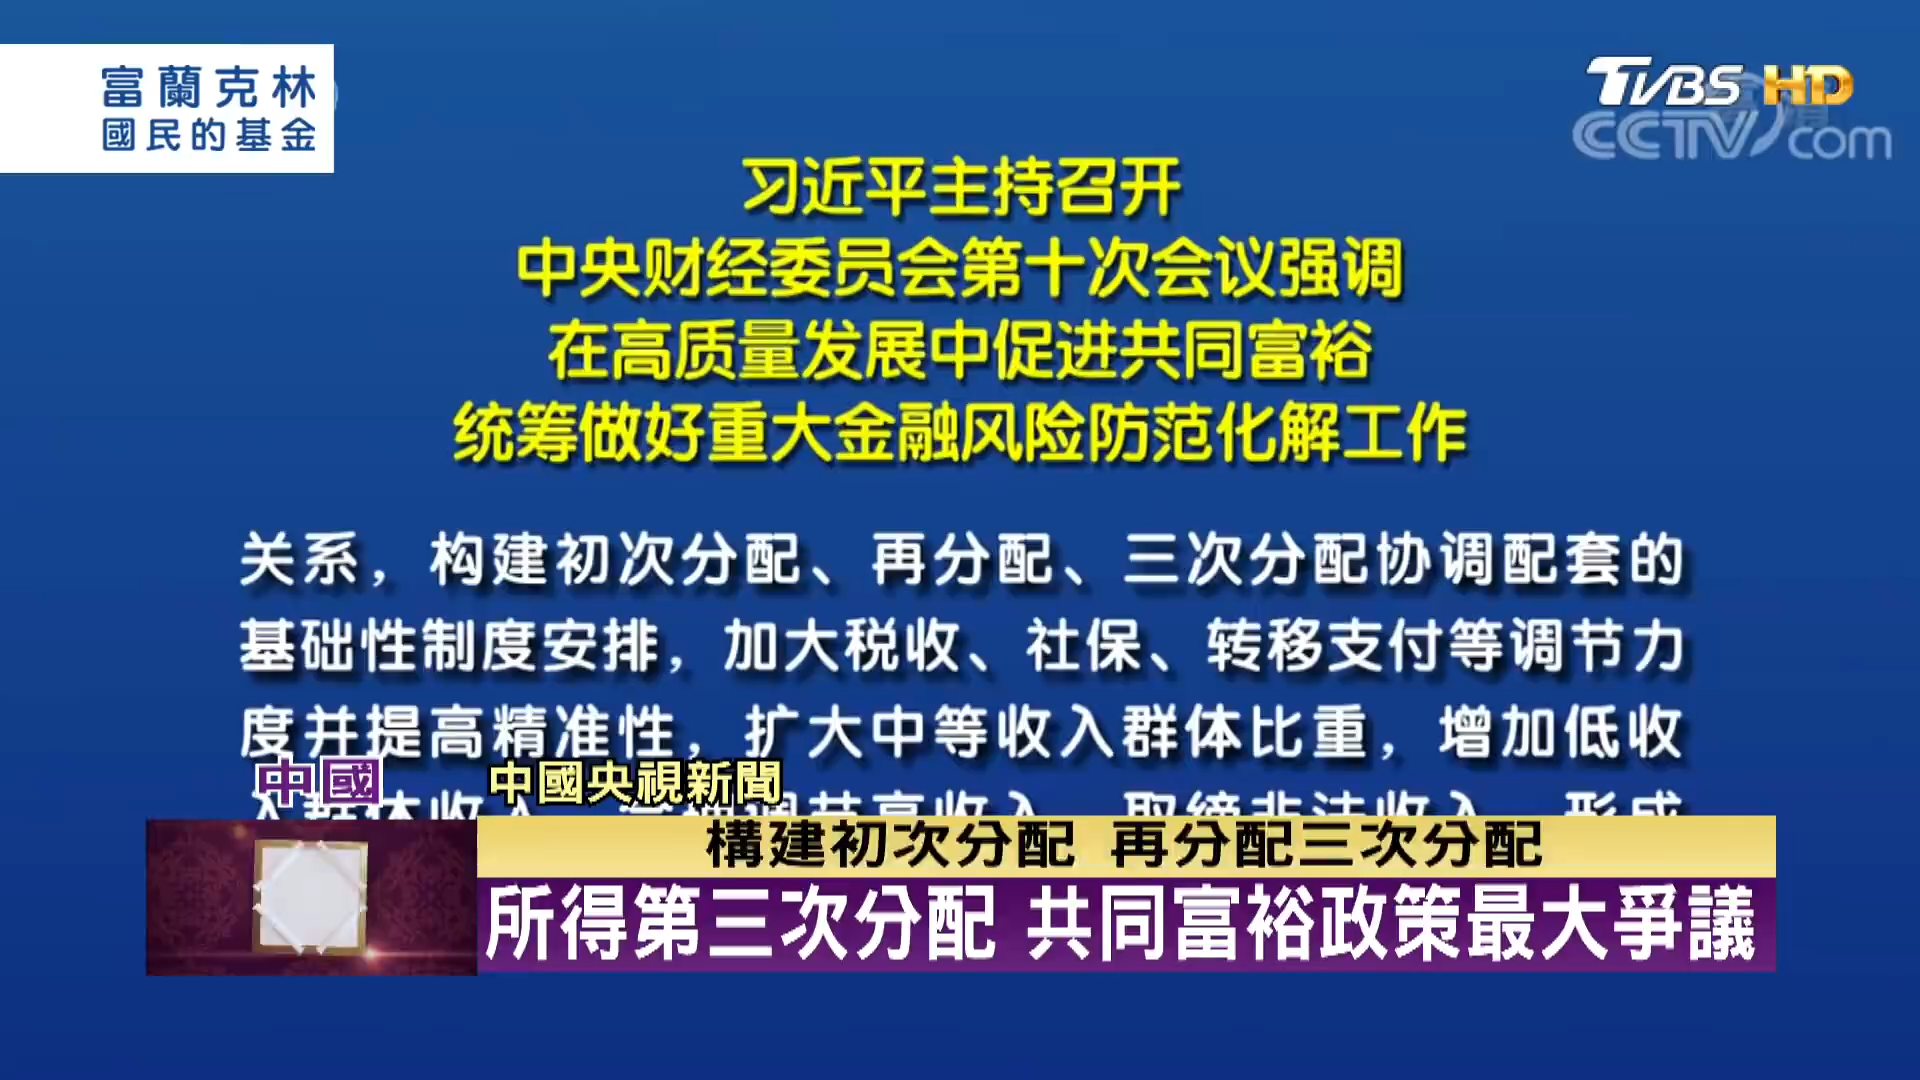 富蘭克林
國民的基金
TVBS HD
CCTV.com
习近平主持召开
中央财经委员会第十次会议强调
在高质量发展中促进共同富裕
统筹做好重大金融风险防范化解工作
关系，构建初次分配、再分配、三次分配协调配套的
基础性制度安排，加大税收、社保、转移支付等调节力
度并提高精准性，扩大中等收入群体比重，增加低收
中國
中國央視新聞
構建初次分配 再分配三次分配
所得第三次分配 共同富裕政策最大爭議